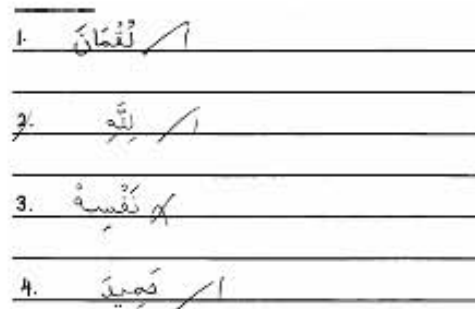 1. لُقْمَانَ
2. لِلَّهِ
3. نَفْسِهْ
4. حَمِيدَ